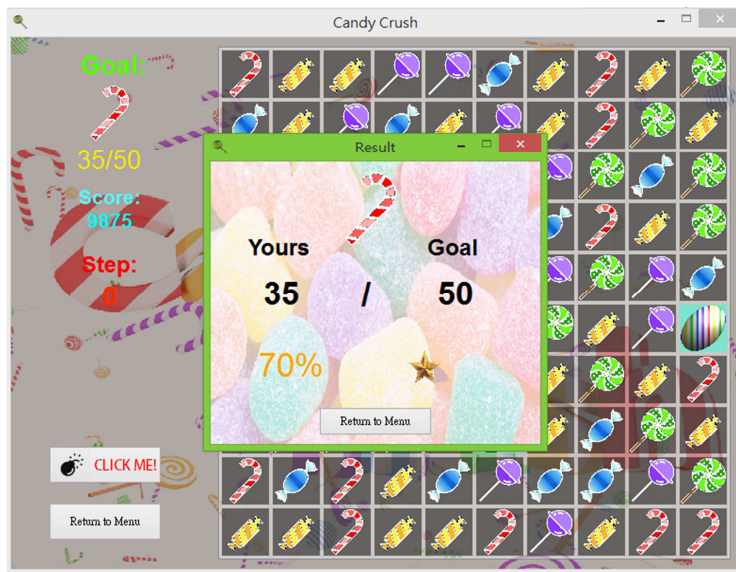 Candy Crush
Goal:
35/50
Score:
9875
Step:
0
CLICK ME!
Return to Menu
Result
Yours
Goal
35 / 50
70%
Return to Menu